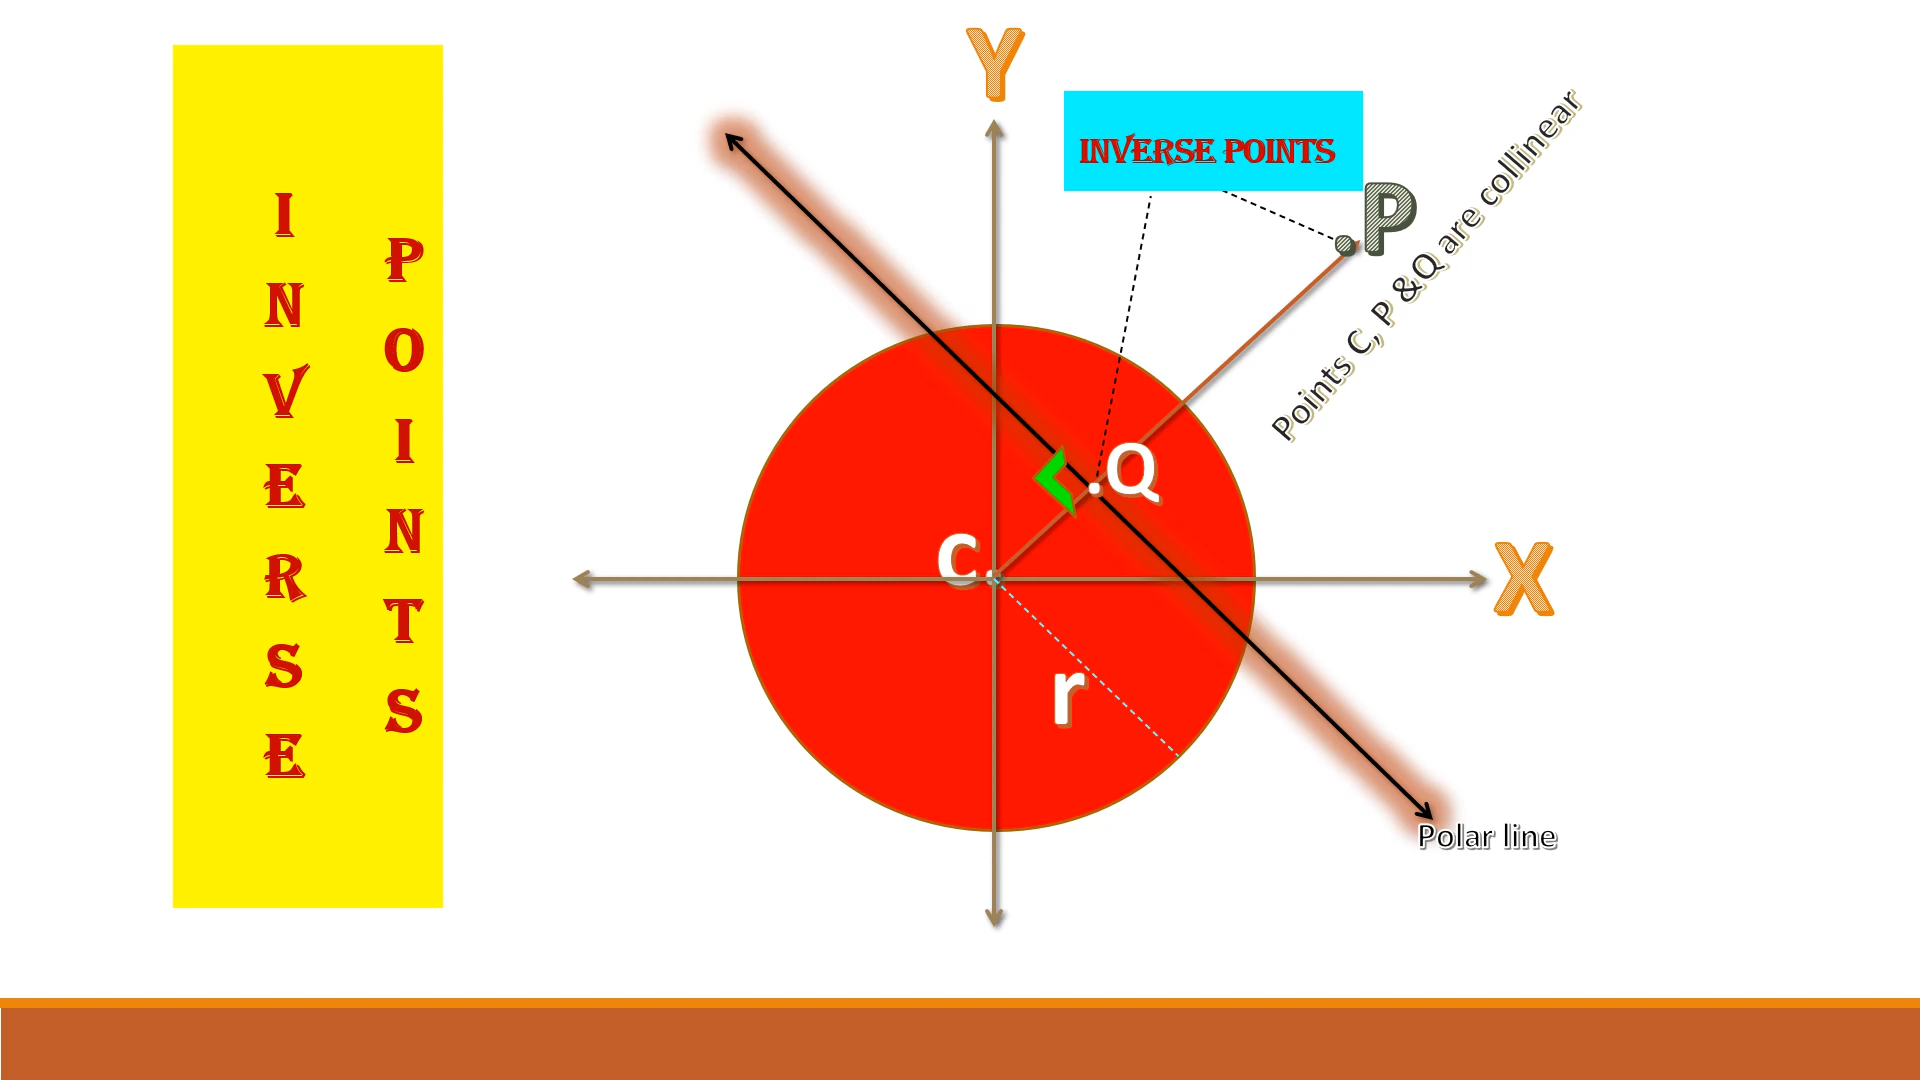 INVERSE
POINTS
Y
INVERSE POINTS
.P
Points C, P &Q are collinear
.Q
C.
X
r
Polar line